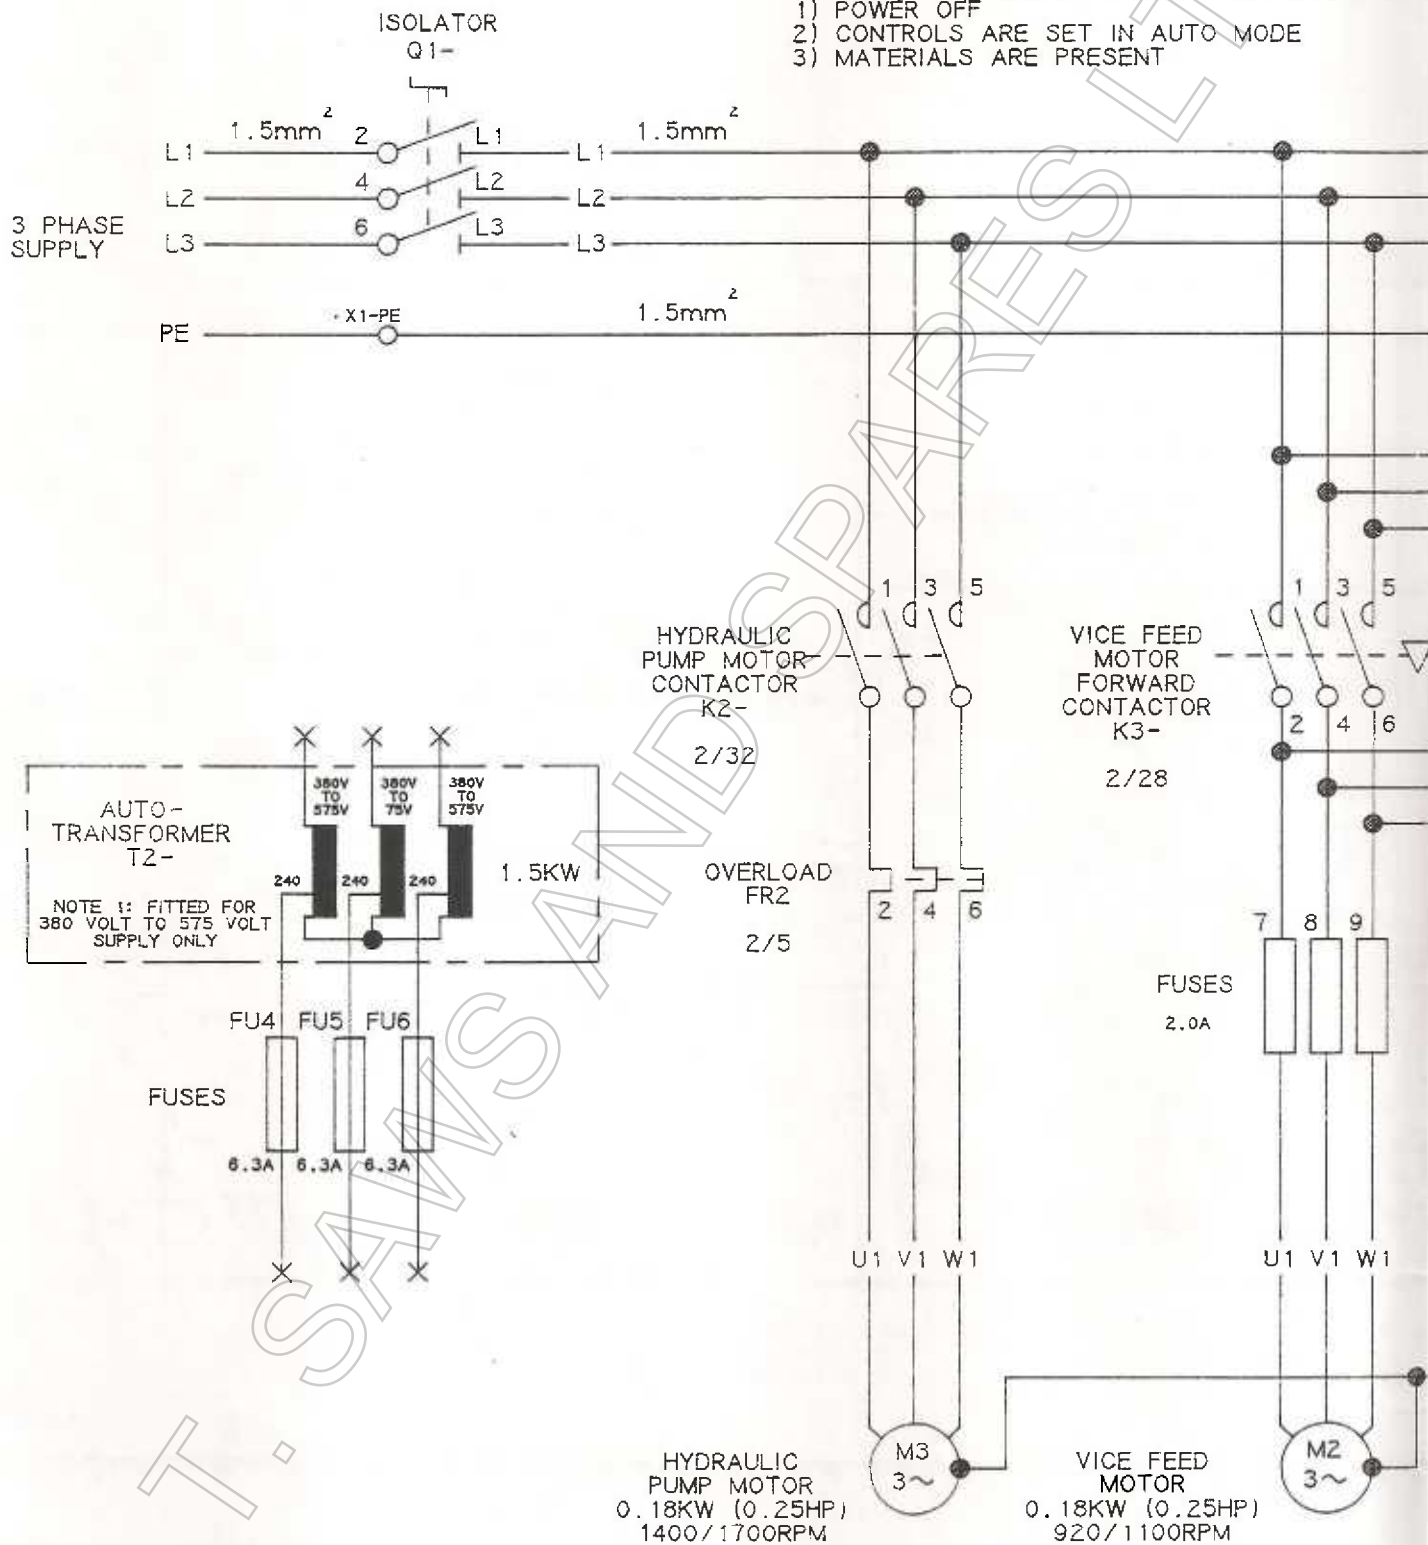 ISOLATOR
Q1-
1) POWER OFF
2) CONTROLS ARE SET IN AUTO MODE
3) MATERIALS ARE PRESENT
L1 1.5mm² 2 L1 L1 1.5mm²
L2 4 L2 L2
3 PHASE
SUPPLY
L3 6 L3 L3
PE X1-PE 1.5mm²
1 3 5
HYDRAULIC
PUMP MOTOR
CONTACTOR
K2-
2/32
1 3 5
VICE FEED
MOTOR
FORWARD
CONTACTOR
K3-
2/28
2 4 6
AUTO-
TRANSFORMER
T2-
380V
TO
575V
380V
TO
75V
380V
TO
575V
240 240 240
1.5KW
NOTE 1: FITTED FOR
380 VOLT TO 575 VOLT
SUPPLY ONLY
OVERLOAD
FR2
2/5
2 4 6
7 8 9
FUSES
2.0A
FU4 FU5 FU6
FUSES
6.3A 6.3A 6.3A
U1 V1 W1
U1 V1 W1
HYDRAULIC
PUMP MOTOR
0.18KW (0.25HP)
1400/1700RPM
M3
3~
VICE FEED
MOTOR
0.18KW (0.25HP)
920/1100RPM
M2
3~
T. SAWS AND SPARES LT